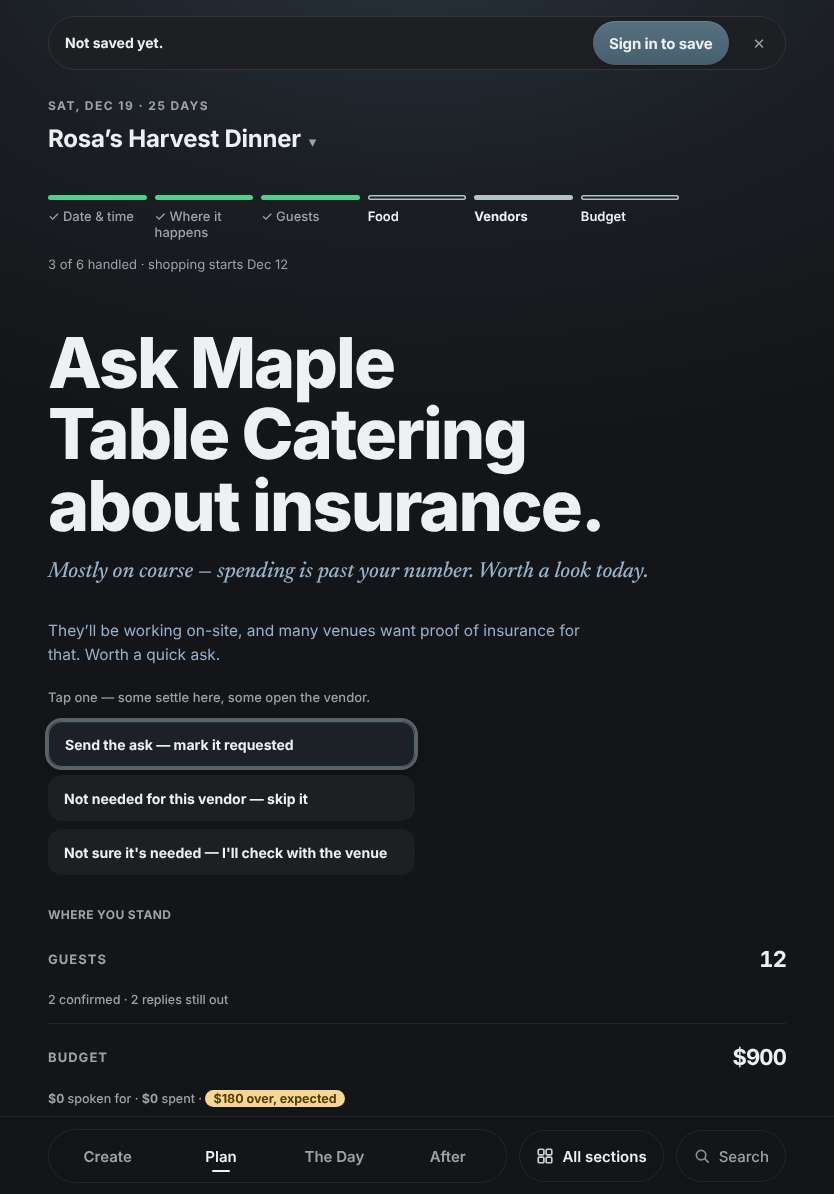 Not saved yet.
Sign in to save ×
SAT, DEC 19 · 25 DAYS
Rosa’s Harvest Dinner ▾
✓ Date & time
✓ Where it
happens
✓ Guests
Food
Vendors
Budget
3 of 6 handled · shopping starts Dec 12
Ask Maple
Table Catering
about insurance.
Mostly on course — spending is past your number. Worth a look today.
They’ll be working on-site, and many venues want proof of insurance for
that. Worth a quick ask.
Tap one — some settle here, some open the vendor.
Send the ask — mark it requested
Not needed for this vendor — skip it
Not sure it's needed — I'll check with the venue
WHERE YOU STAND
GUESTS 12
2 confirmed · 2 replies still out
BUDGET $900
$0 spoken for · $0 spent · $180 over, expected
Create Plan The Day After All sections Search